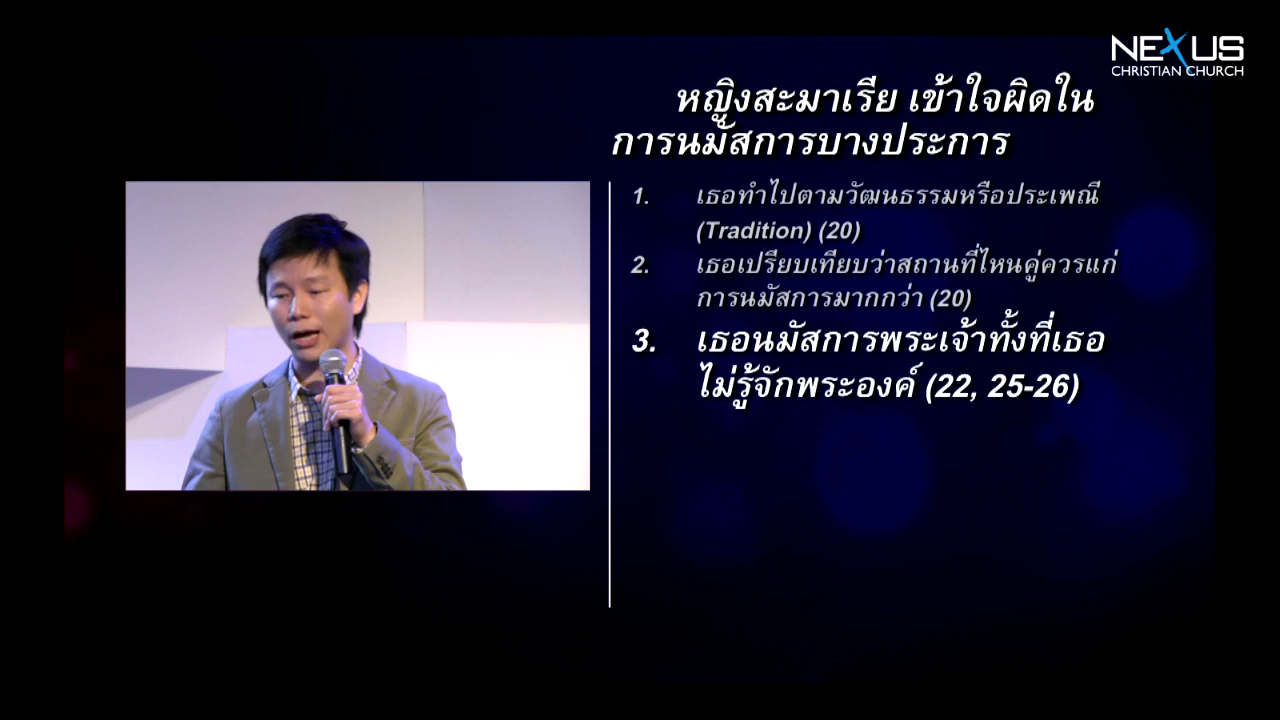 NEXUS
CHRISTIAN CHURCH
หญิงสะมาเรีย เข้าใจผิดใน
การนมัสการบางประการ
1. เธอทำไปตามวัฒนธรรมหรือประเพณี
(Tradition) (20)
2. เธอเปรียบเทียบว่าสถานที่ไหนคู่ควรแก่
การนมัสการมากกว่า (20)
3. เธอนมัสการพระเจ้าทั้งที่เธอ
ไม่รู้จักพระองค์ (22, 25-26)